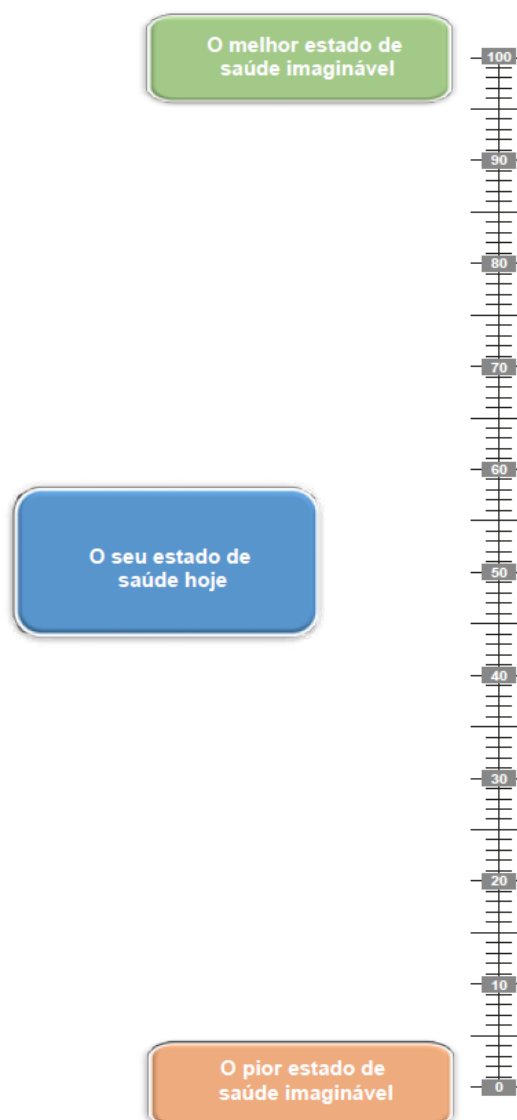 O melhor estado de
saúde imaginável
100
90
80
70
60
O seu estado de
saúde hoje
50
40
30
20
10
O pior estado de
saúde imaginável
0